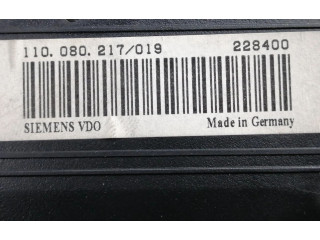 110.080.217/019 228400
SIEMENS VDO Made in Germany